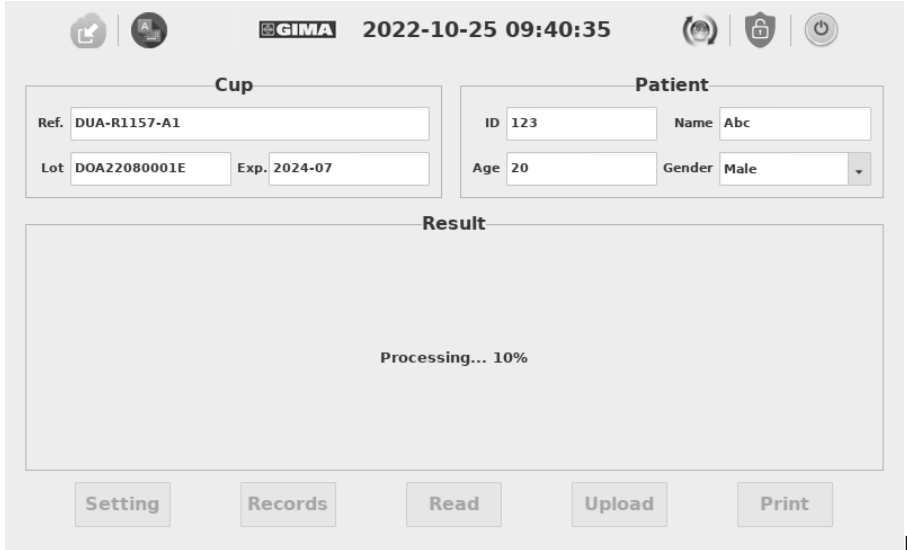 GIMA 2022-10-25 09:40:35
Cup
Ref. DUA-R1157-A1
Lot DOA22080001E Exp. 2024-07
Patient
ID 123 Name Abc
Age 20 Gender Male
Result
Processing... 10%
Setting Records Read Upload Print